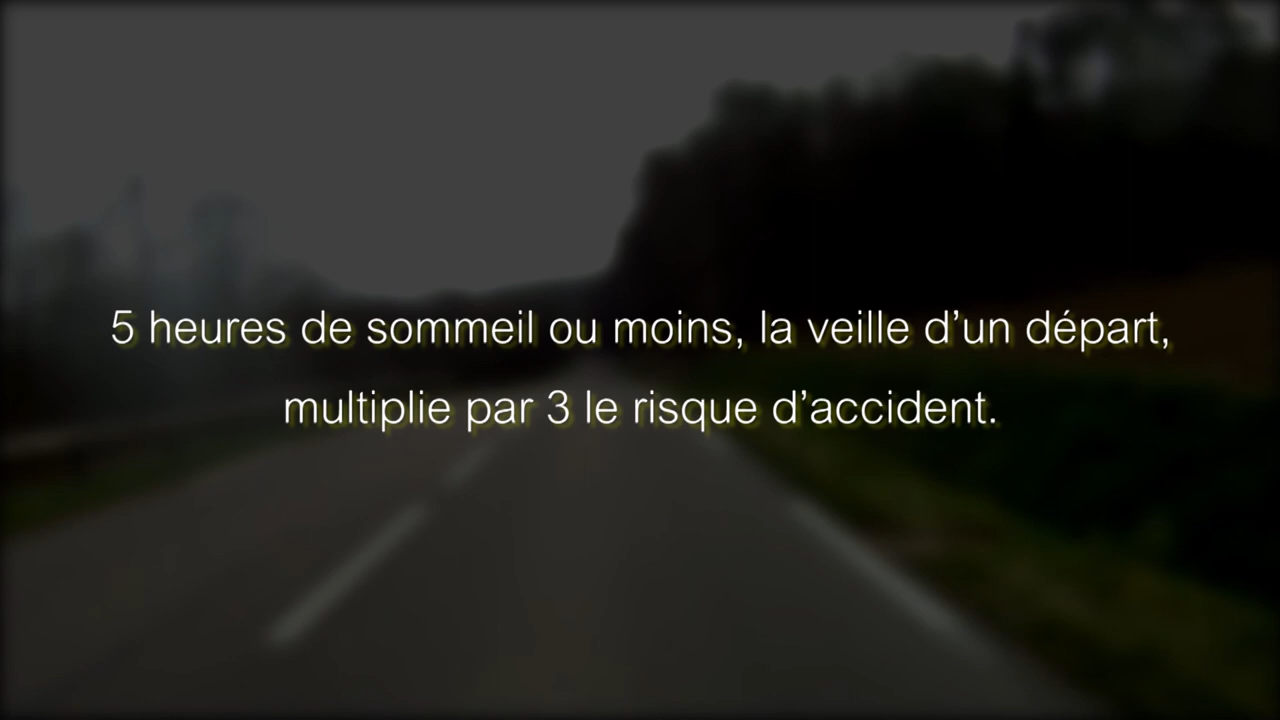 5 heures de sommeil ou moins, la veille d’un départ,
multiplie par 3 le risque d’accident.